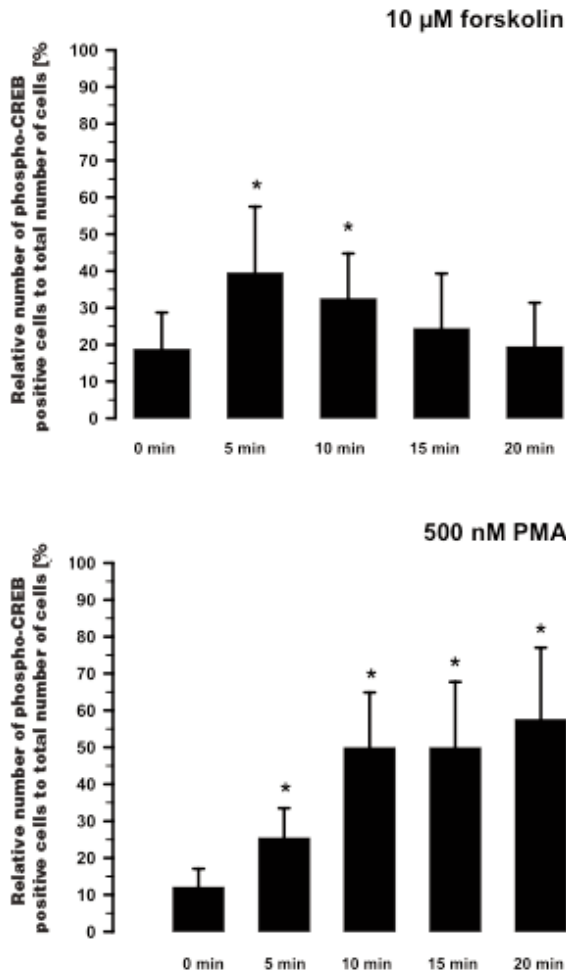 10 µM forskolin
Relative number of phospho-CREB
positive cells to total number of cells [%
100
90
80
70
60
50
40
30
20
10
0
*
*
0 min
5 min
10 min
15 min
20 min
500 nM PMA
Relative number of phospho-CREB
positive cells to total number of cells [%
100
90
80
70
60
50
40
30
20
10
0
*
*
*
*
0 min
5 min
10 min
15 min
20 min